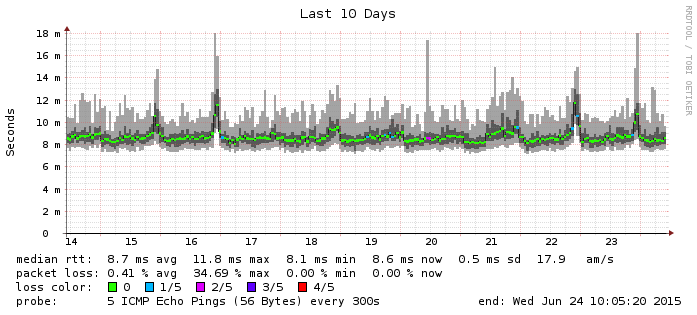 Last 10 Days
RRDTOOL / TOBI OETIKER
Seconds
18 m
16 m
14 m
12 m
10 m
8 m
6 m
4 m
2 m
0
14 15 16 17 18 19 20 21 22 23
median rtt: 8.7 ms avg 11.8 ms max 8.1 ms min 8.6 ms now 0.5 ms sd 17.9 am/s
packet loss: 0.41 % avg 34.69 % max 0.00 % min 0.00 % now
loss color: 0 1/5 2/5 3/5 4/5
probe: 5 ICMP Echo Pings (56 Bytes) every 300s end: Wed Jun 24 10:05:20 2015